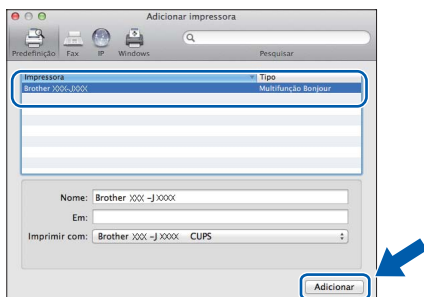 Adicionar impressora
Predefinição Fax IP Windows Pesquisar
Impressora Tipo
Brother XXX-JXXX Multifunção Bonjour
Nome: Brother XXX -J XXXX
Em:
Imprimir com: Brother XXX -J XXXX CUPS
Adicionar